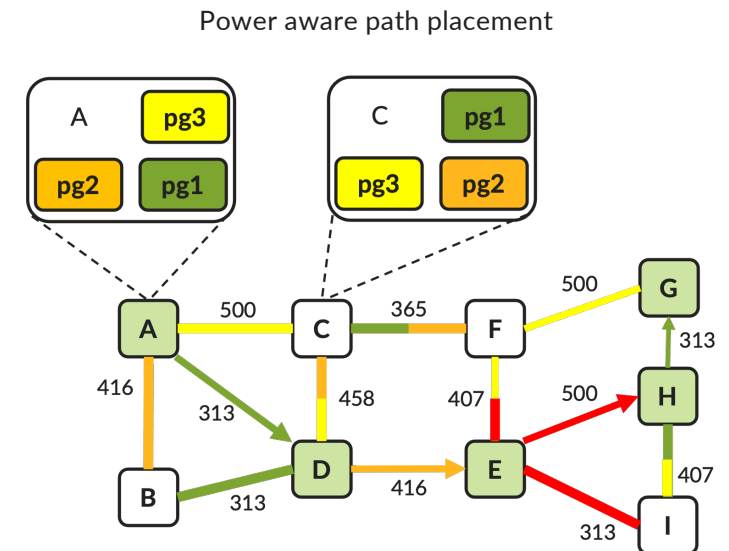 Power aware path placement
A
pg3
pg2
pg1
C
pg1
pg3
pg2
A
500
C
365
F
500
G
416
313
458
407
500
313
H
B
313
D
416
E
407
313
I